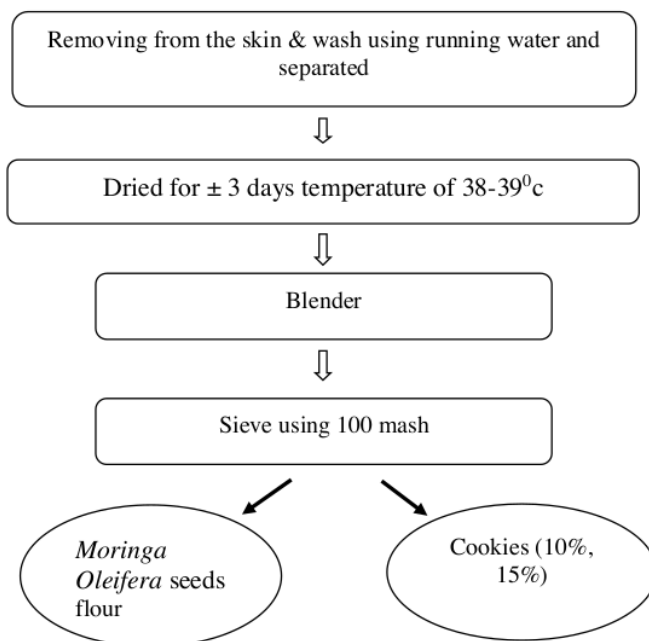 Removing from the skin & wash using running water and
separated
Dried for ± 3 days temperature of 38-39⁰c
Blender
Sieve using 100 mash
Moringa
Oleifera seeds
flour
Cookies (10%,
15%)